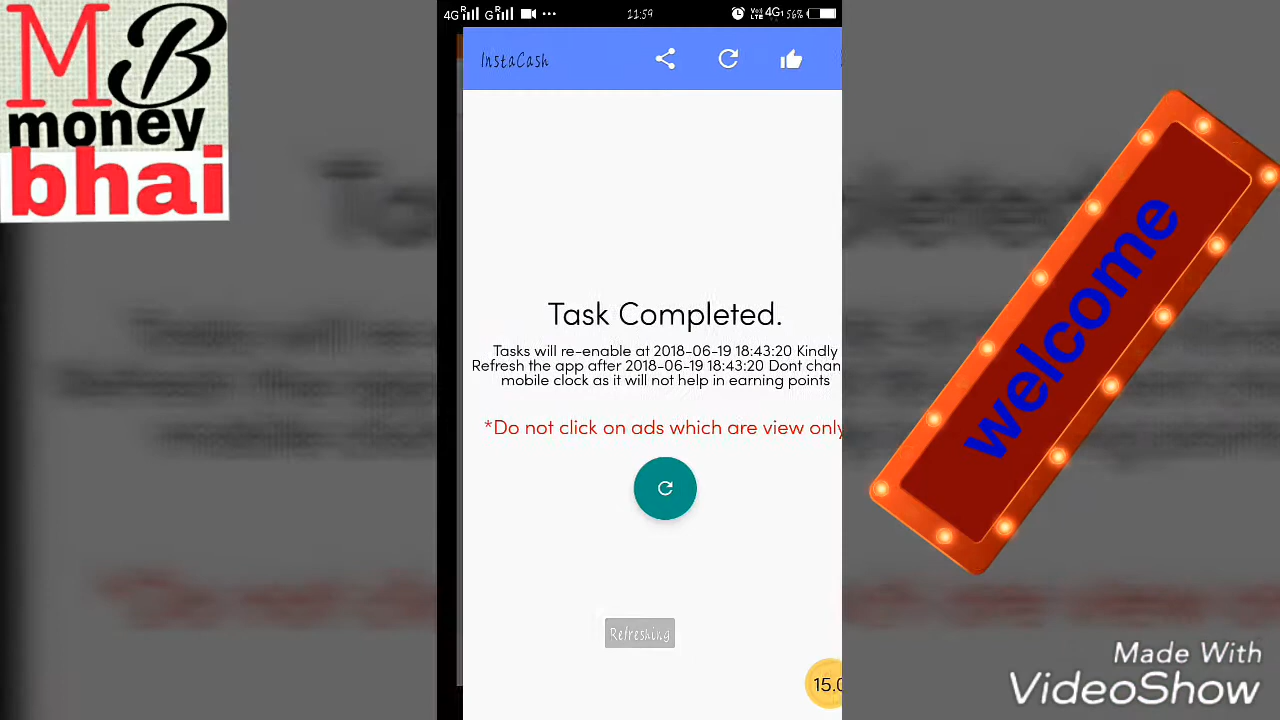 MB
money
bhai
4G R G R ... 11:59 VoLTE 4G 56%
InstaCash
Task Completed.
Tasks will re-enable at 2018-06-19 18:43:20 Kindly
Refresh the app after 2018-06-19 18:43:20 Dont chan
mobile clock as it will not help in earning points
*Do not click on ads which are view only
Refreshing
15.0
welcome
Made With
VideoShow